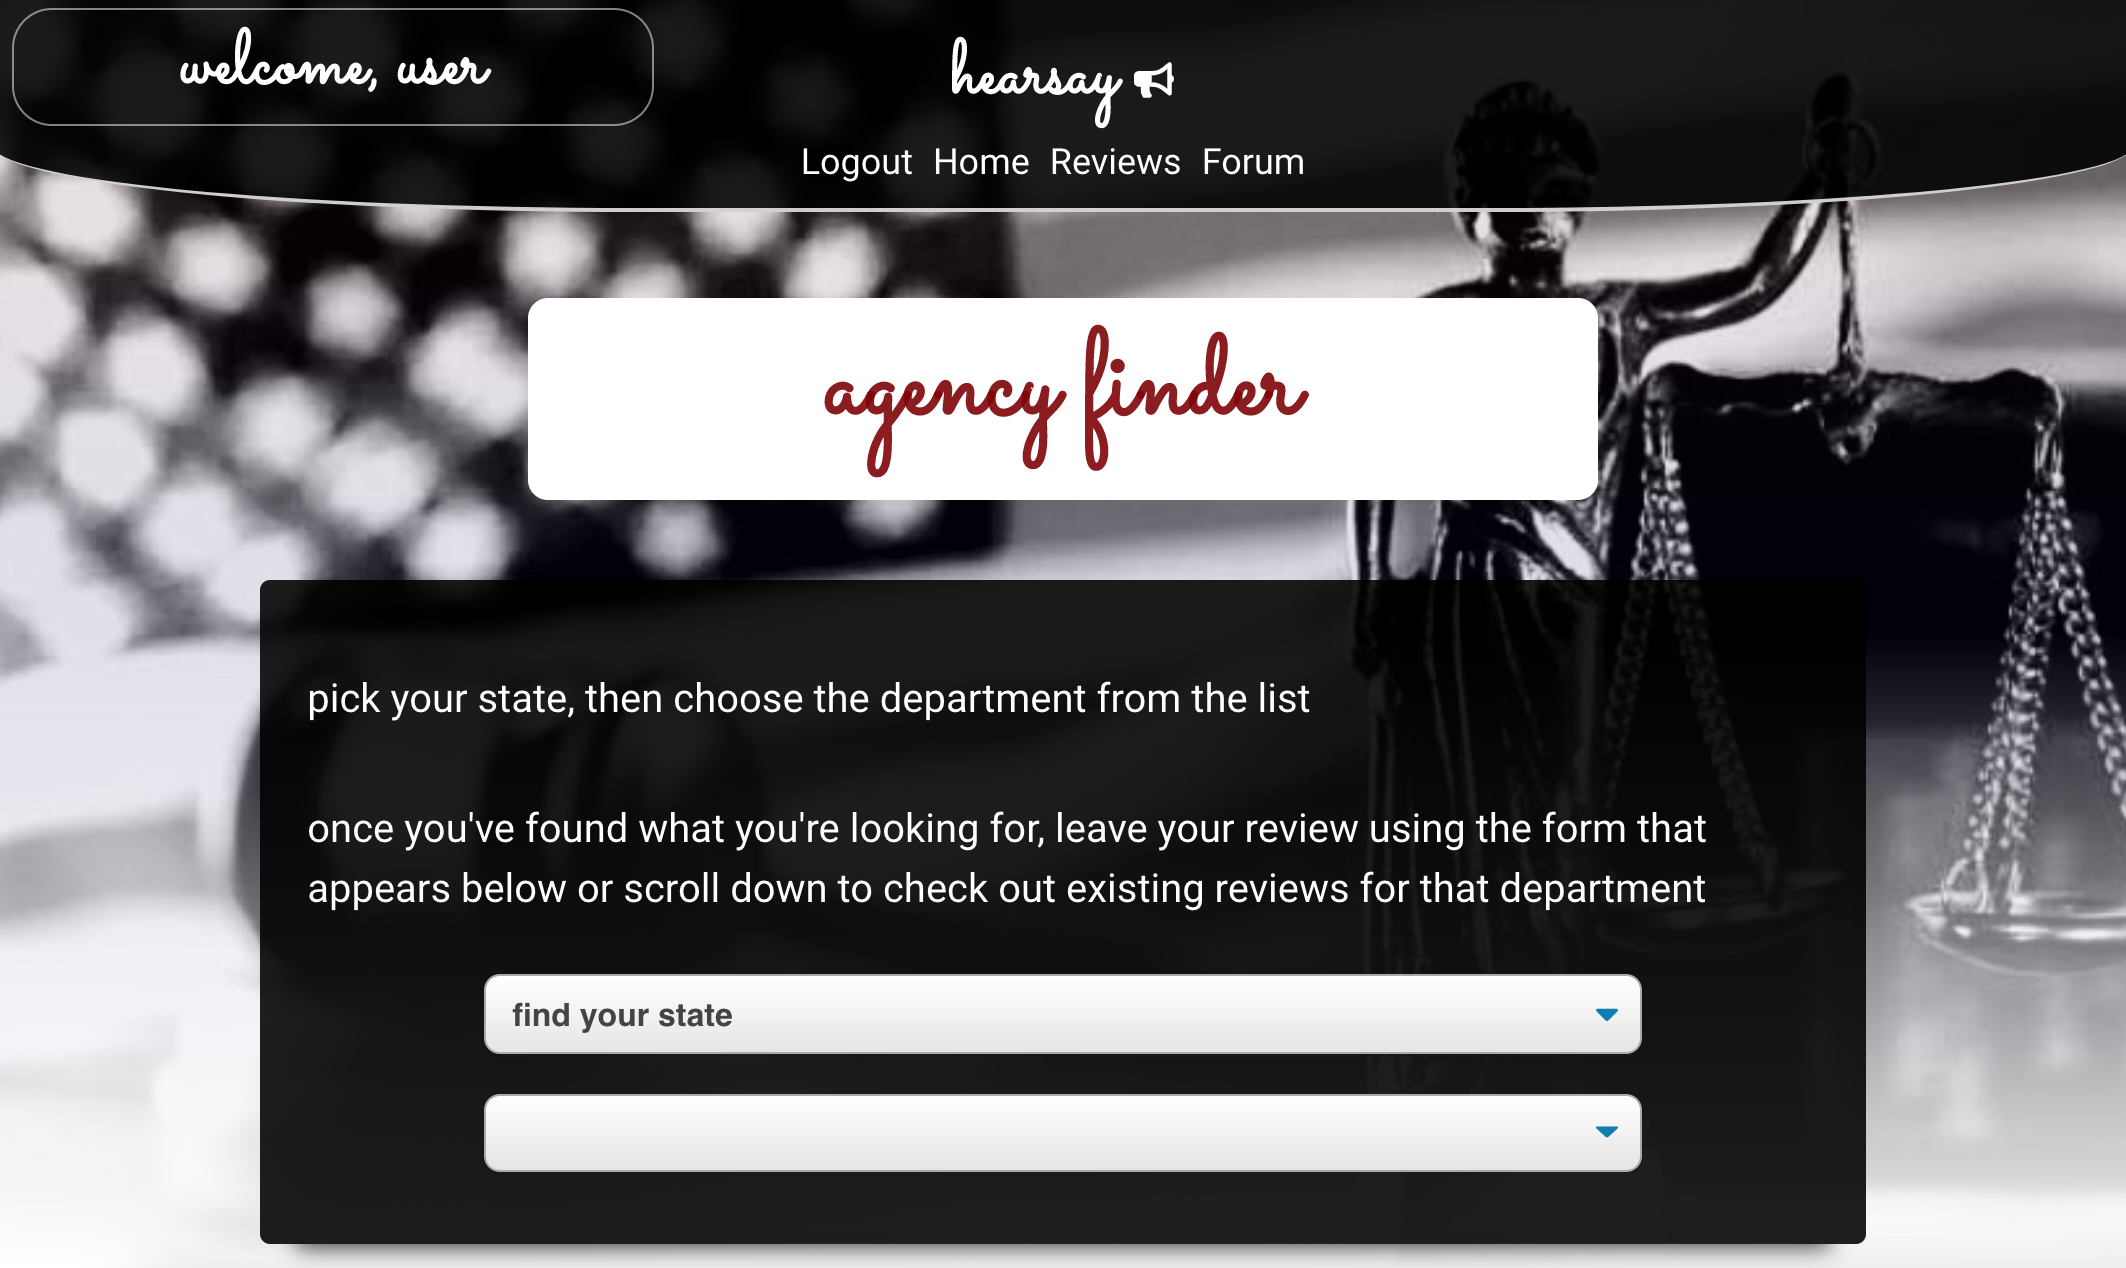 welcome, user
hearsay
Logout Home Reviews Forum
agency finder
pick your state, then choose the department from the list
once you've found what you're looking for, leave your review using the form that
appears below or scroll down to check out existing reviews for that department
find your state